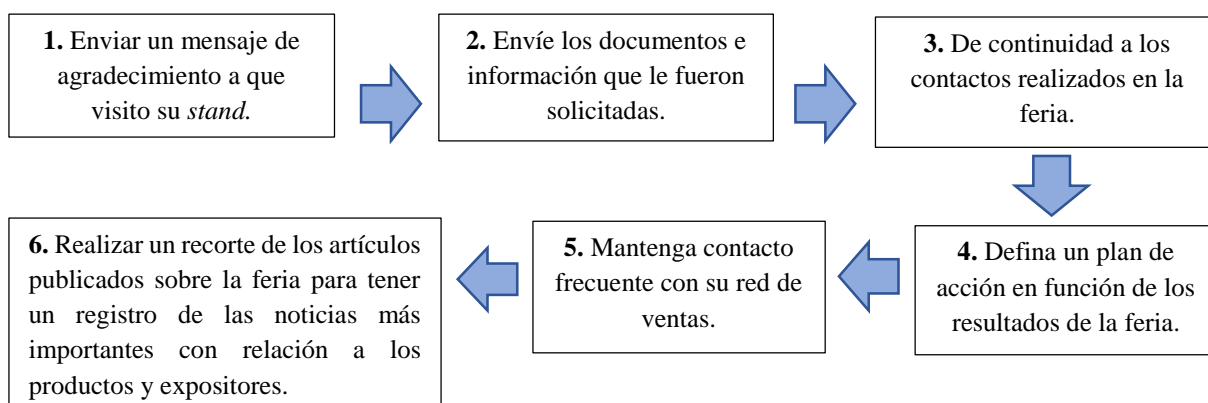 1. Enviar un mensaje de
agradecimiento a que
visito su stand.
2. Envíe los documentos e
información que le fueron
solicitadas.
3. De continuidad a los
contactos realizados en la
feria.
4. Defina un plan de
acción en función de los
resultados de la feria.
5. Mantenga contacto
frecuente con su red de
ventas.
6. Realizar un recorte de los artículos
publicados sobre la feria para tener
un registro de las noticias más
importantes con relación a los
productos y expositores.